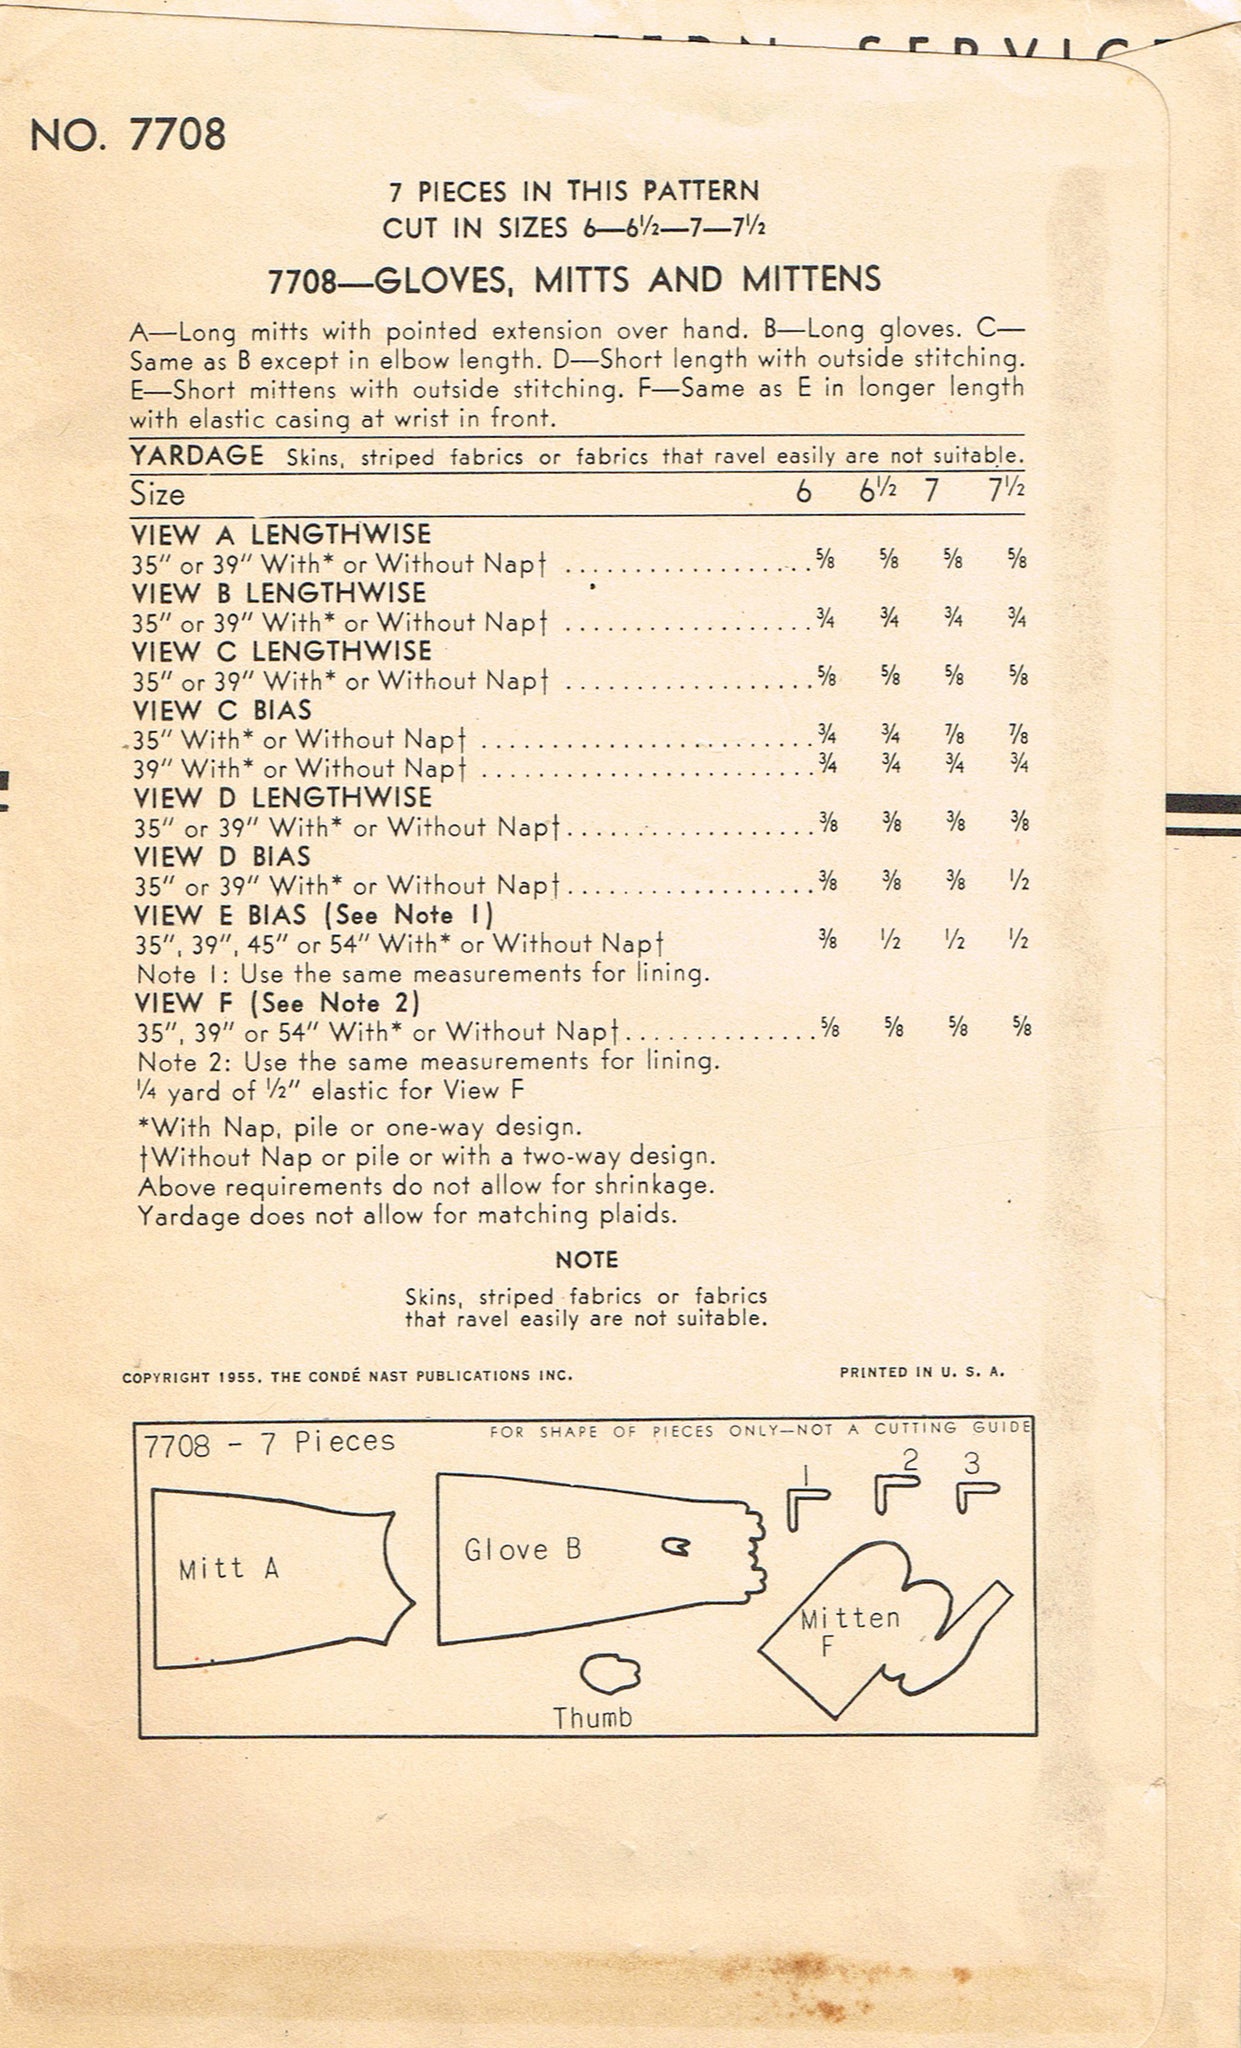 SERVICE
NO. 7708
7 PIECES IN THIS PATTERN
CUT IN SIZES 6—6½—7—7½
7708—GLOVES, MITTS AND MITTENS
A—Long mitts with pointed extension over hand. B—Long gloves. C—
Same as B except in elbow length. D—Short length with outside stitching.
E—Short mittens with outside stitching. F—Same as E in longer length
with elastic casing at wrist in front.
YARDAGE Skins, striped fabrics or fabrics that ravel easily are not suitable.
Size 6 6½ 7 7½
VIEW A LENGTHWISE
35" or 39" With* or Without Nap† .................. ⅝ ⅝ ⅝ ⅝
VIEW B LENGTHWISE
35" or 39" With* or Without Nap† .................. ¾ ¾ ¾ ¾
VIEW C LENGTHWISE
35" or 39" With* or Without Nap† .................. ⅝ ⅝ ⅝ ⅝
VIEW C BIAS
35" With* or Without Nap† ........................ ¾ ¾ ⅞ ⅞
39" With* or Without Nap† ........................ ¾ ¾ ¾ ¾
VIEW D LENGTHWISE
35" or 39" With* or Without Nap†.................. ⅜ ⅜ ⅜ ⅜
VIEW D BIAS
35" or 39" With* or Without Nap†.................. ⅜ ⅜ ⅜ ½
VIEW E BIAS (See Note 1)
35", 39", 45" or 54" With* or Without Nap† ⅜ ½ ½ ½
Note 1: Use the same measurements for lining.
VIEW F (See Note 2)
35", 39" or 54" With* or Without Nap†.............. ⅝ ⅝ ⅝ ⅝
Note 2: Use the same measurements for lining.
¼ yard of ½" elastic for View F
*With Nap, pile or one-way design.
†Without Nap or pile or with a two-way design.
Above requirements do not allow for shrinkage.
Yardage does not allow for matching plaids.
NOTE
Skins, striped fabrics or fabrics
that ravel easily are not suitable.
COPYRIGHT 1955, THE CONDÉ NAST PUBLICATIONS INC. PRINTED IN U. S. A.
7708 - 7 Pieces
FOR SHAPE OF PIECES ONLY—NOT A CUTTING GUIDE
1 2 3
Mitt A
Glove B
Mitten
F
Thumb